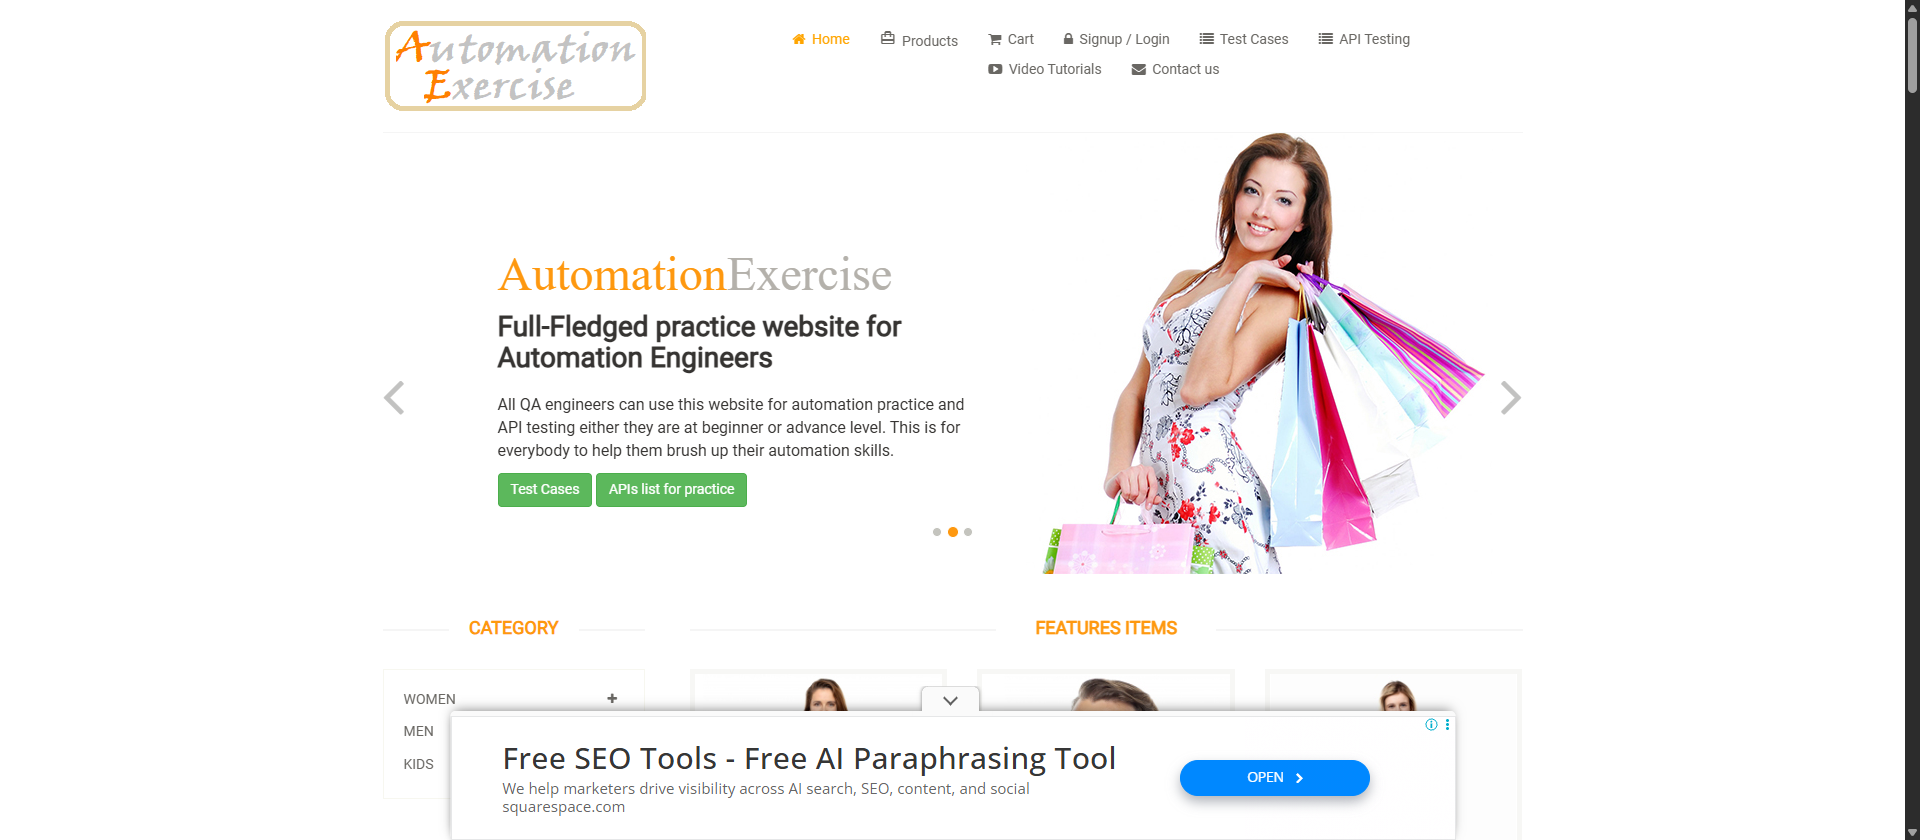 Automation
Exercise
Home
Products
Cart
Signup / Login
Test Cases
API Testing
Video Tutorials
Contact us
AutomationExercise
Full-Fledged practice website for
Automation Engineers
All QA engineers can use this website for automation practice and
API testing either they are at beginner or advance level. This is for
everybody to help them brush up their automation skills.
Test Cases
APIs list for practice
CATEGORY
FEATURES ITEMS
WOMEN
MEN
KIDS
Free SEO Tools - Free AI Paraphrasing Tool
We help marketers drive visibility across AI search, SEO, content, and social
squarespace.com
OPEN